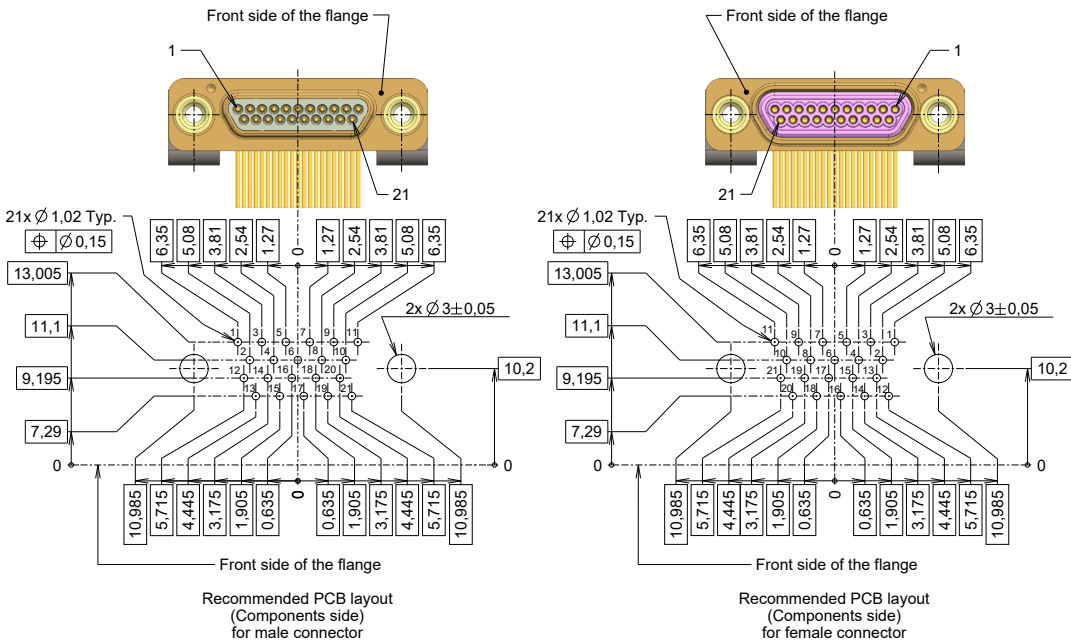 Front side of the flange
1
21
21x Ø 1,02 Typ.
⌖ Ø 0,15
6,35 5,08 3,81 2,54 1,27 0 1,27 2,54 3,81 5,08 6,35
13,005
11,1
9,195
7,29
0
2x Ø 3±0,05
10,2
0
1 3 5 7 9 11
2 4 6 8 10
12 14 16 18 20
13 15 17 19 21
10,985 5,715 4,445 3,175 1,905 0,635 0 0,635 1,905 3,175 4,445 5,715 10,985
Front side of the flange
Recommended PCB layout
(Components side)
for male connector
Front side of the flange
1
21
21x Ø 1,02 Typ.
⌖ Ø 0,15
6,35 5,08 3,81 2,54 1,27 0 1,27 2,54 3,81 5,08 6,35
13,005
11,1
9,195
7,29
0
2x Ø 3±0,05
10,2
0
11 9 7 5 3 1
10 8 6 4 2
21 19 17 15 13
20 18 16 14 12
10,985 5,715 4,445 3,175 1,905 0,635 0 0,635 1,905 3,175 4,445 5,715 10,985
Front side of the flange
Recommended PCB layout
(Components side)
for female connector